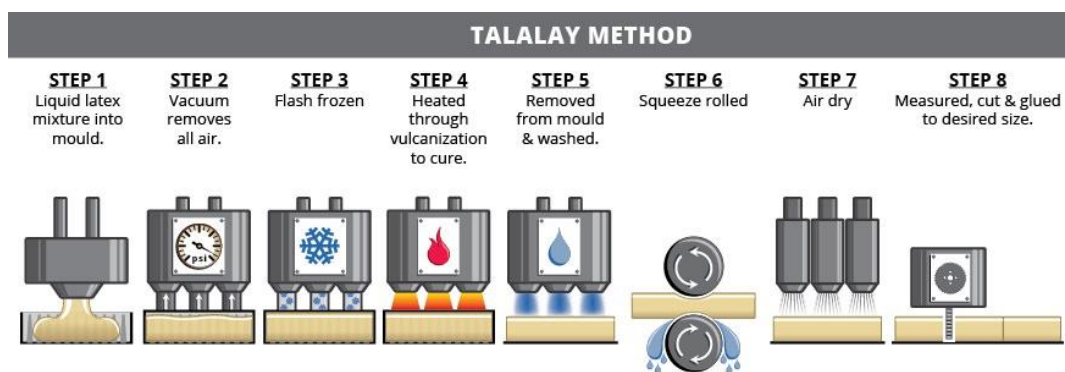 TALALAY METHOD
STEP 1
Liquid latex
mixture into
mould.
STEP 2
Vacuum
removes
all air.
STEP 3
Flash frozen
STEP 4
Heated
through
vulcanization
to cure.
STEP 5
Removed
from mould
& washed.
STEP 6
Squeeze rolled
STEP 7
Air dry
STEP 8
Measured, cut & glued
to desired size.
psi